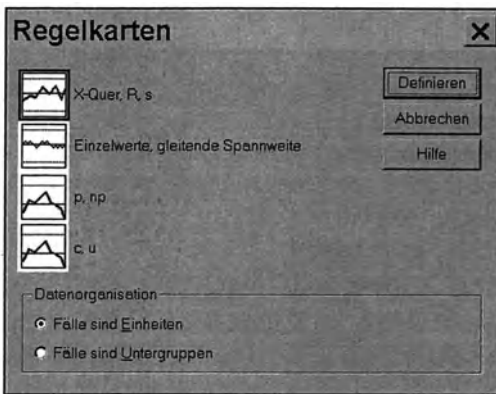 Regelkarten
X-Quer, R, s
Einzelwerte, gleitende Spannweite
p, np
c, u
Definieren
Abbrechen
Hilfe
Datenorganisation
Fälle sind Einheiten
Fälle sind Untergruppen